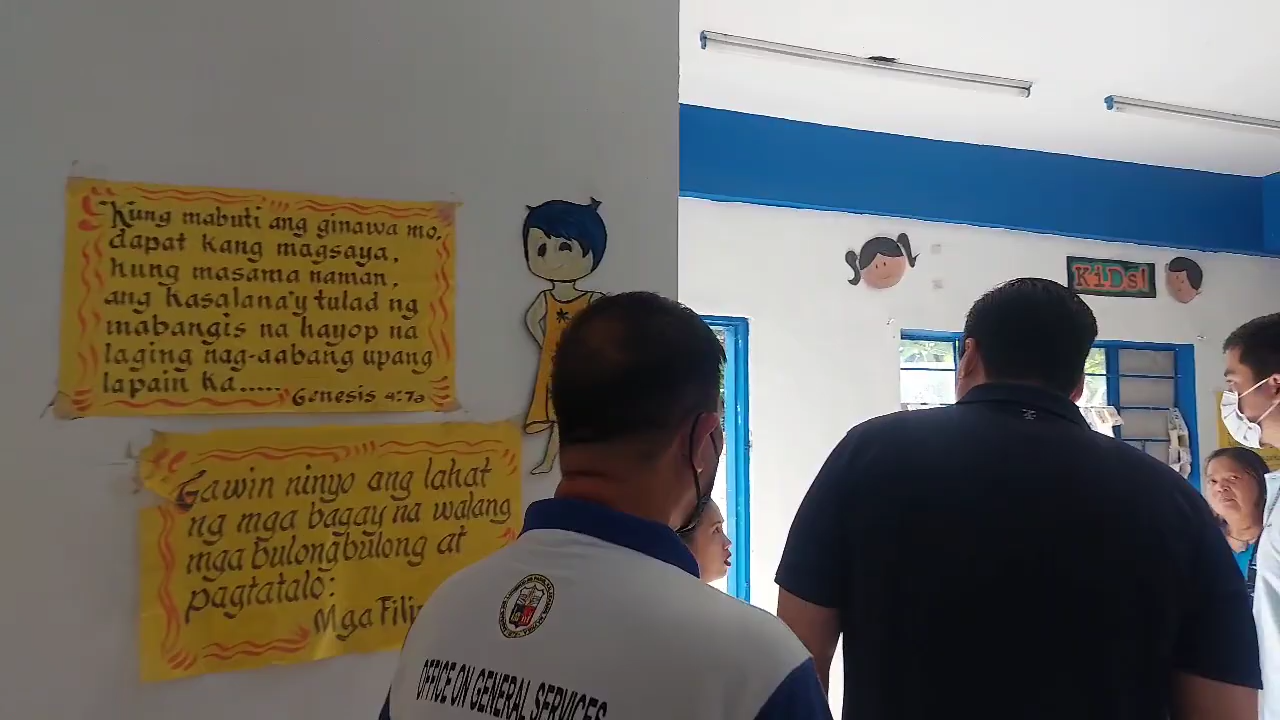 "Kung mabuti ang ginawa mo,
dapat kang magsaya,
kung masama naman,
ang kasalana'y tulad ng
mabangis na hayop na
laging nag-aabang upang
lapain ka.....
Genesis 4:7a
Gawin ninyo ang lahat
ng mga bagay na walang
mga bulongbulong at
pagtatalo:
Mga Fili
KiDs!
OFFICE ON GENERAL SERVICES